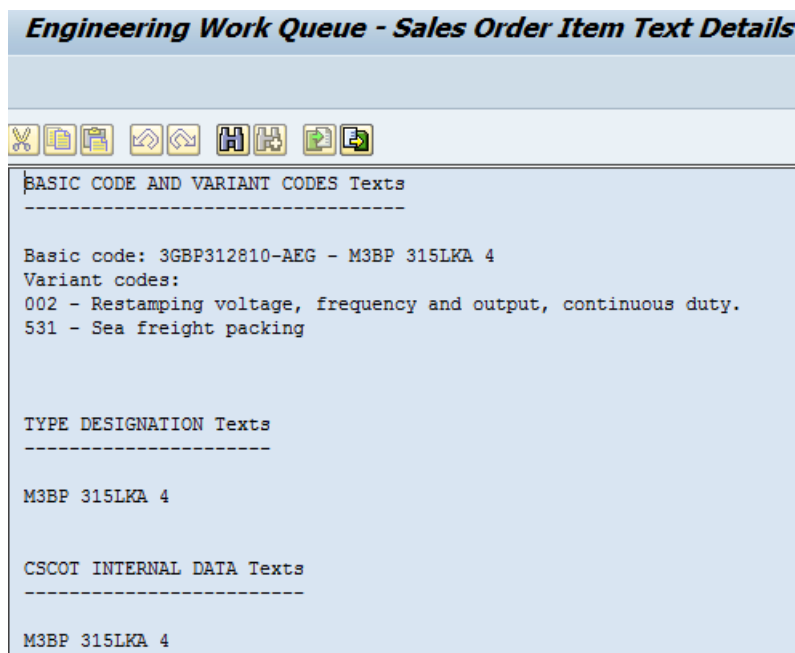 Engineering Work Queue - Sales Order Item Text Details
BASIC CODE AND VARIANT CODES Texts
----------------------------------
Basic code: 3GBP312810-AEG - M3BP 315LKA 4
Variant codes:
002 - Restamping voltage, frequency and output, continuous duty.
531 - Sea freight packing
TYPE DESIGNATION Texts
----------------------
M3BP 315LKA 4
CSCOT INTERNAL DATA Texts
-------------------------
M3BP 315LKA 4